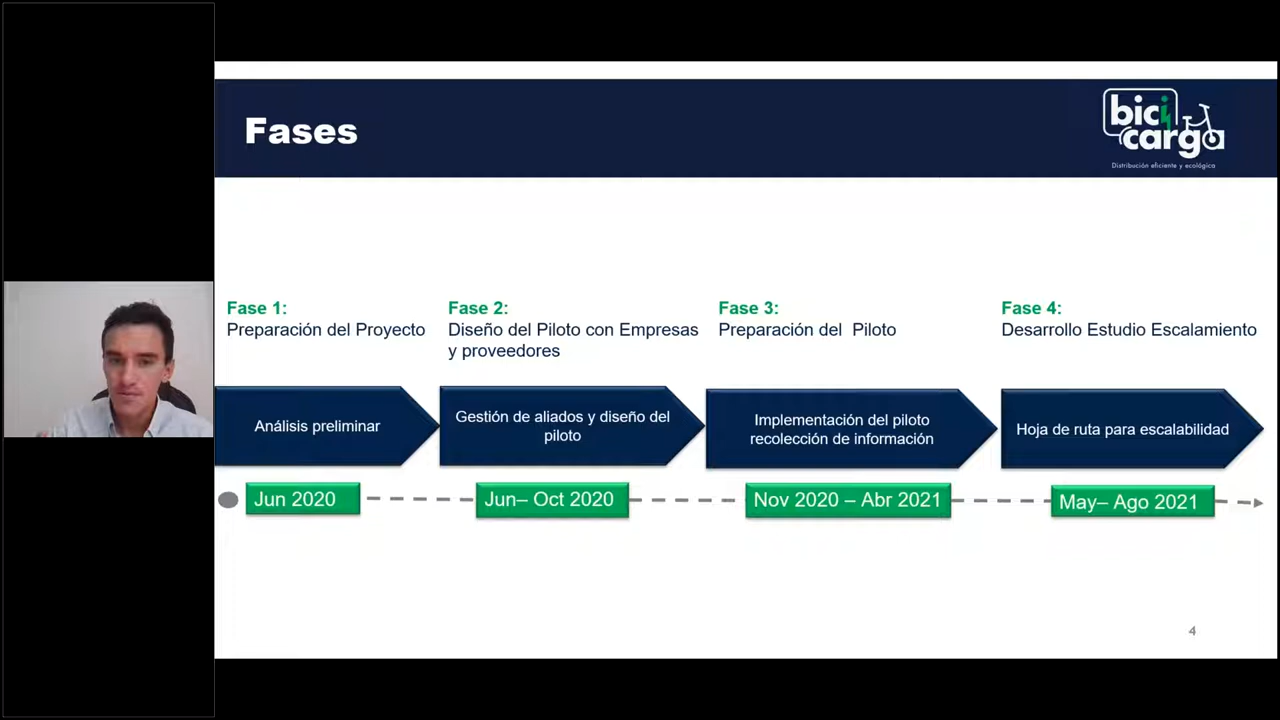 Fases
bici
carga
Distribución eficiente y ecológica
Fase 1:
Preparación del Proyecto
Fase 2:
Diseño del Piloto con Empresas
y proveedores
Fase 3:
Preparación del Piloto
Fase 4:
Desarrollo Estudio Escalamiento
Análisis preliminar
Gestión de aliados y diseño del
piloto
Implementación del piloto
recolección de información
Hoja de ruta para escalabilidad
Jun 2020
Jun– Oct 2020
Nov 2020 – Abr 2021
May– Ago 2021
4